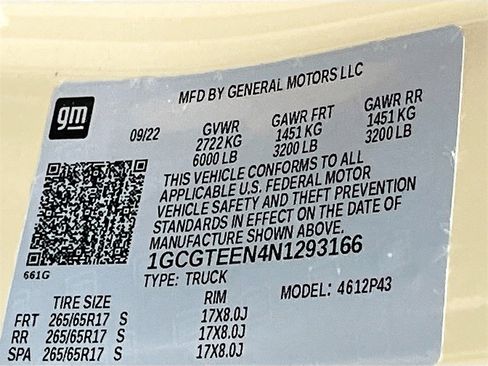 gm
MFD BY GENERAL MOTORS LLC
09/22 GVWR GAWR FRT GAWR RR
2722 KG 1451 KG 1451 KG
6000 LB 3200 LB 3200 LB
THIS VEHICLE CONFORMS TO ALL
APPLICABLE U.S. FEDERAL MOTOR
VEHICLE SAFETY AND THEFT PREVENTION
STANDARDS IN EFFECT ON THE DATE OF
MANUFACTURE SHOWN ABOVE.
661G
1GCGTEEN4N1293166
TYPE: TRUCK MODEL: 4612P43
TIRE SIZE RIM
FRT 265/65R17 S 17X8.0J
RR 265/65R17 S 17X8.0J
SPA 265/65R17 S 17X8.0J